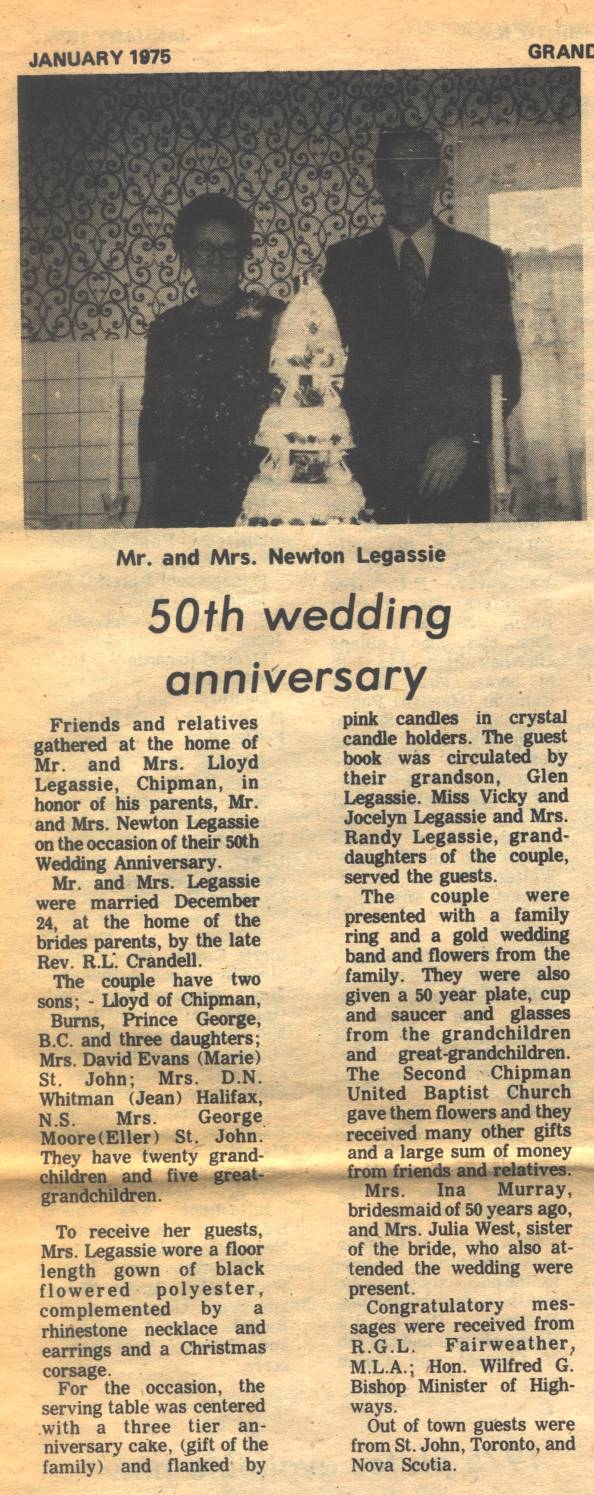 JANUARY 1975
GRAND
Mr. and Mrs. Newton Legassie
50th wedding
anniversary
Friends and relatives
gathered at the home of
Mr. and Mrs. Lloyd
Legassie, Chipman, in
honor of his parents, Mr.
and Mrs. Newton Legassie
on the occasion of their 50th
Wedding Anniversary.
Mr. and Mrs. Legassie
were married December
24, at the home of the
brides parents, by the late
Rev. R.L. Crandell.
The couple have two
sons; - Lloyd of Chipman,
Burns, Prince George,
B.C. and three daughters;
Mrs. David Evans (Marie)
St. John; Mrs. D.N.
Whitman (Jean) Halifax,
N.S. Mrs. George
Moore(Eller) St. John.
They have twenty grand-
children and five great-
grandchildren.
To receive her guests,
Mrs. Legassie wore a floor
length gown of black
flowered polyester,
complemented by a
rhinestone necklace and
earrings and a Christmas
corsage.
For the occasion, the
serving table was centered
with a three tier an-
niversary cake, (gift of the
family) and flanked by
pink candles in crystal
candle holders. The guest
book was circulated by
their grandson, Glen
Legassie. Miss Vicky and
Jocelyn Legassie and Mrs.
Randy Legassie, grand-
daughters of the couple,
served the guests.
The couple were
presented with a family
ring and a gold wedding
band and flowers from the
family. They were also
given a 50 year plate, cup
and saucer and glasses
from the grandchildren
and great-grandchildren.
The Second Chipman
United Baptist Church
gave them flowers and they
received many other gifts
and a large sum of money
from friends and relatives.
Mrs. Ina Murray,
bridesmaid of 50 years ago,
and Mrs. Julia West, sister
of the bride, who also at-
tended the wedding were
present.
Congratulatory mes-
sages were received from
R.G.L. Fairweather,
M.L.A.; Hon. Wilfred G.
Bishop Minister of High-
ways.
Out of town guests were
from St. John, Toronto, and
Nova Scotia.